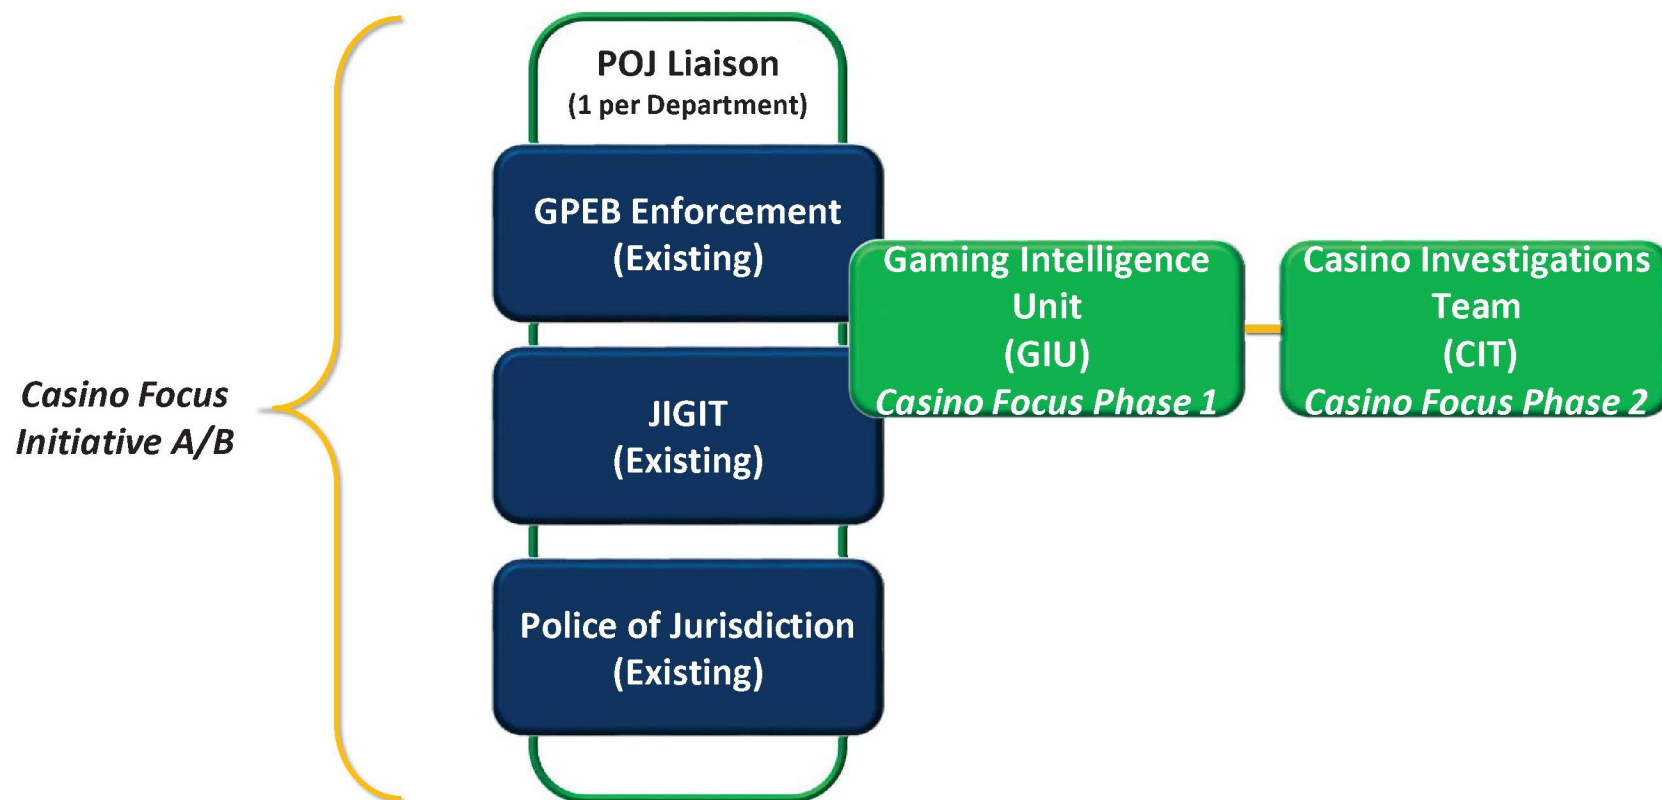 POJ Liaison
(1 per Department)
GPEB Enforcement
(Existing)
Gaming Intelligence
Unit
(GIU)
Casino Focus Phase 1
Casino Investigations
Team
(CIT)
Casino Focus Phase 2
Casino Focus
Initiative A/B
JIGIT
(Existing)
Police of Jurisdiction
(Existing)